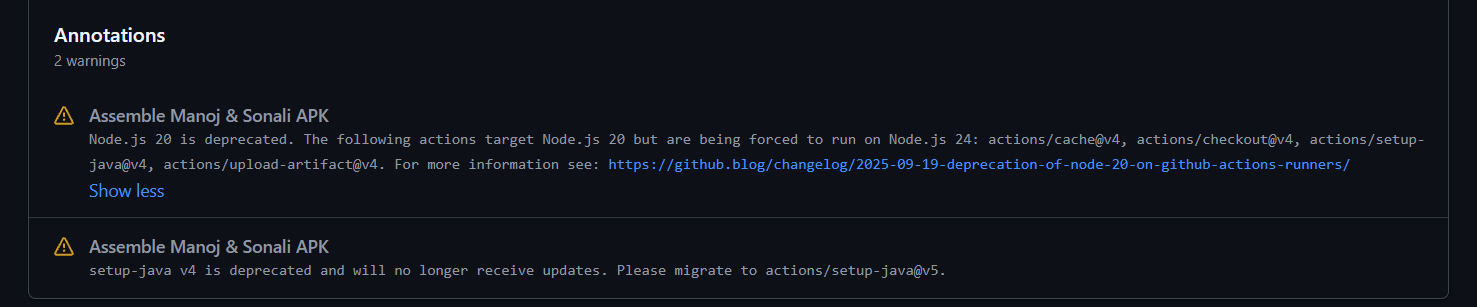 Annotations
2 warnings
Assemble Manoj & Sonali APK
Node.js 20 is deprecated. The following actions target Node.js 20 but are being forced to run on Node.js 24: actions/cache@v4, actions/checkout@v4, actions/setup-
java@v4, actions/upload-artifact@v4. For more information see: https://github.blog/changelog/2025-09-19-deprecation-of-node-20-on-github-actions-runners/
Show less
Assemble Manoj & Sonali APK
setup-java v4 is deprecated and will no longer receive updates. Please migrate to actions/setup-java@v5.